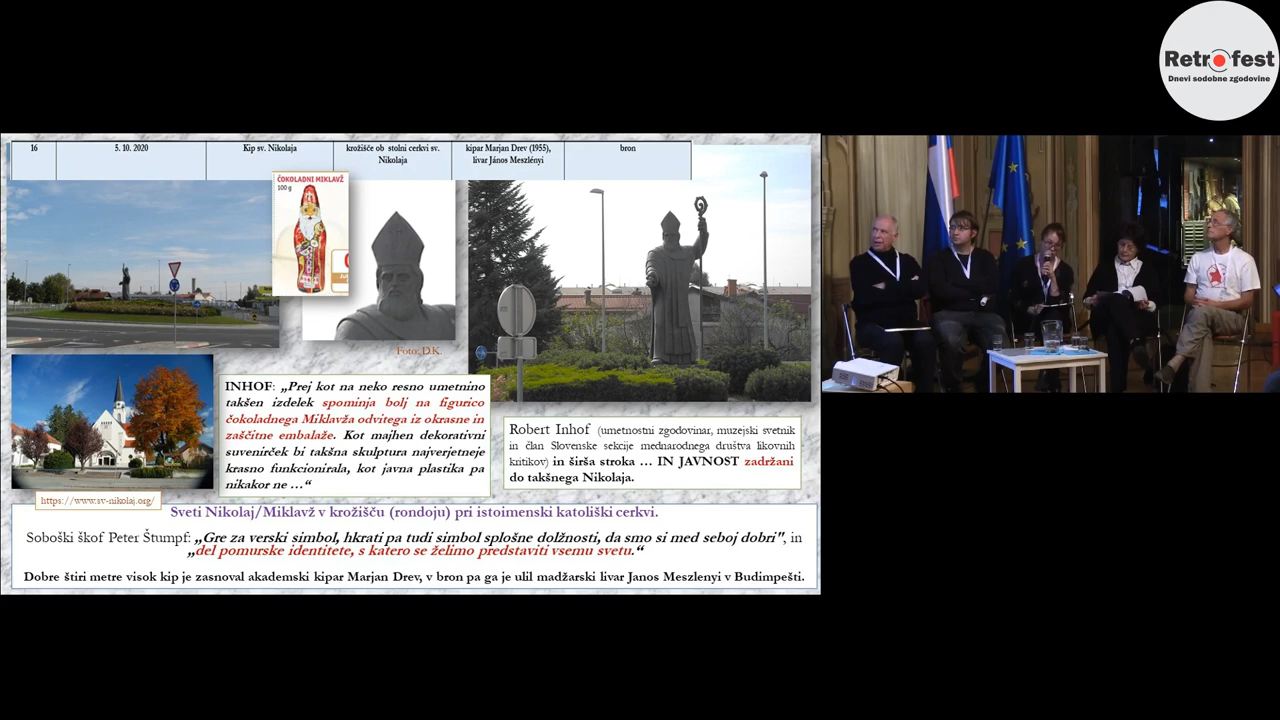 Retrofest
Dnevi sodobne zgodovine
16
5. 10. 2020
Kip sv. Nikolaja
krožišče ob stolni cerkvi sv.
Nikolaja
kipar Marjan Drev (1955),
livar János Meszlényi
bron
ČOKOLADNI MIKLAVŽ
100 g
Foto: D.K.
INHOF: „Prej kot na neko resno umetnino
takšen izdelek spominja bolj na figurico
čokoladnega Miklavža odvitega iz okrasne in
zaščitne embalaže. Kot majhen dekorativni
suvenirček bi takšna skulptura najverjetneje
krasno funkcionirala, kot javna plastika pa
nikakor ne …“
Robert Inhof (umetnostni zgodovinar, muzejski svetnik
in član Slovenske sekcije mednarodnega društva likovnih
kritikov) in širša stroka … IN JAVNOST zadržani
do takšnega Nikolaja.
https://www.sv-nikolaj.org/
Sveti Nikolaj/Miklavž v krožišču (rondoju) pri istoimenski katoliški cerkvi.
Soboški škof Peter Štumpf: „Gre za verski simbol, hkrati pa tudi simbol splošne dolžnosti, da smo si med seboj dobri", in
„del pomurske identitete, s katero se želimo predstaviti vsemu svetu.“
Dobre štiri metre visok kip je zasnoval akademski kipar Marjan Drev, v bron pa ga je ulil madžarski livar Janos Meszlenyi v Budimpešti.